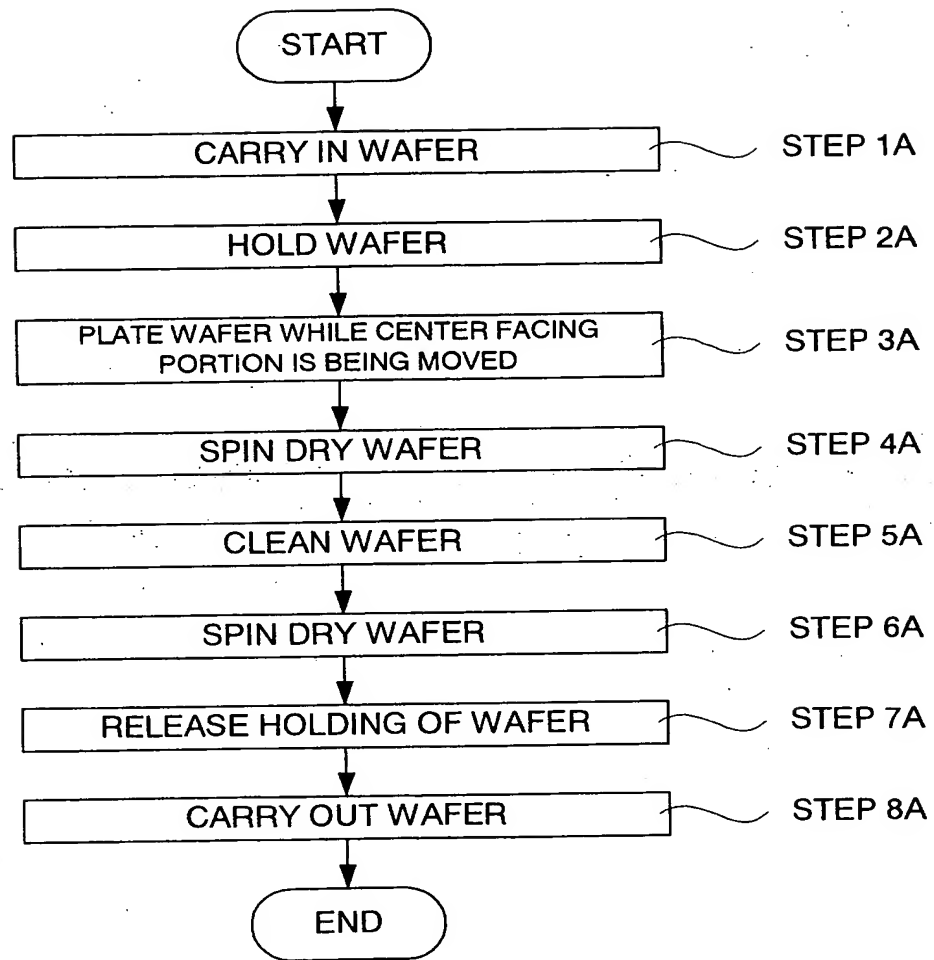 START
CARRY IN WAFER
STEP 1A
HOLD WAFER
STEP 2A
PLATE WAFER WHILE CENTER FACING
PORTION IS BEING MOVED
STEP 3A
SPIN DRY WAFER
STEP 4A
CLEAN WAFER
STEP 5A
SPIN DRY WAFER
STEP 6A
RELEASE HOLDING OF WAFER
STEP 7A
CARRY OUT WAFER
STEP 8A
END